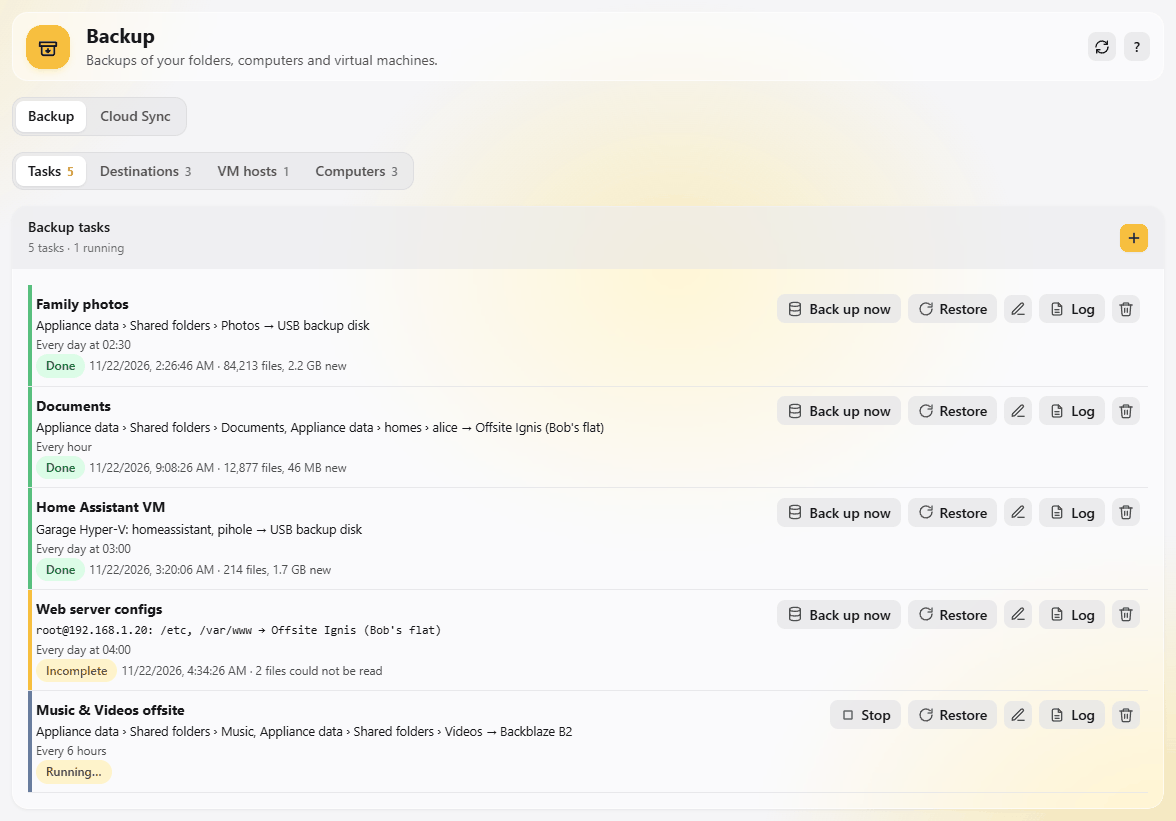 Backup
Backups of your folders, computers and virtual machines.
?
Backup Cloud Sync
Tasks 5 Destinations 3 VM hosts 1 Computers 3
Backup tasks
5 tasks · 1 running
+
Family photos
Appliance data › Shared folders › Photos → USB backup disk
Every day at 02:30
Done 11/22/2026, 2:26:46 AM · 84,213 files, 2.2 GB new
Back up now Restore Log
Documents
Appliance data › Shared folders › Documents, Appliance data › homes › alice → Offsite Ignis (Bob's flat)
Every hour
Done 11/22/2026, 9:08:26 AM · 12,877 files, 46 MB new
Back up now Restore Log
Home Assistant VM
Garage Hyper-V: homeassistant, pihole → USB backup disk
Every day at 03:00
Done 11/22/2026, 3:20:06 AM · 214 files, 1.7 GB new
Back up now Restore Log
Web server configs
root@192.168.1.20: /etc, /var/www → Offsite Ignis (Bob's flat)
Every day at 04:00
Incomplete 11/22/2026, 4:34:26 AM · 2 files could not be read
Back up now Restore Log
Music & Videos offsite
Appliance data › Shared folders › Music, Appliance data › Shared folders › Videos → Backblaze B2
Every 6 hours
Running...
Stop Restore Log